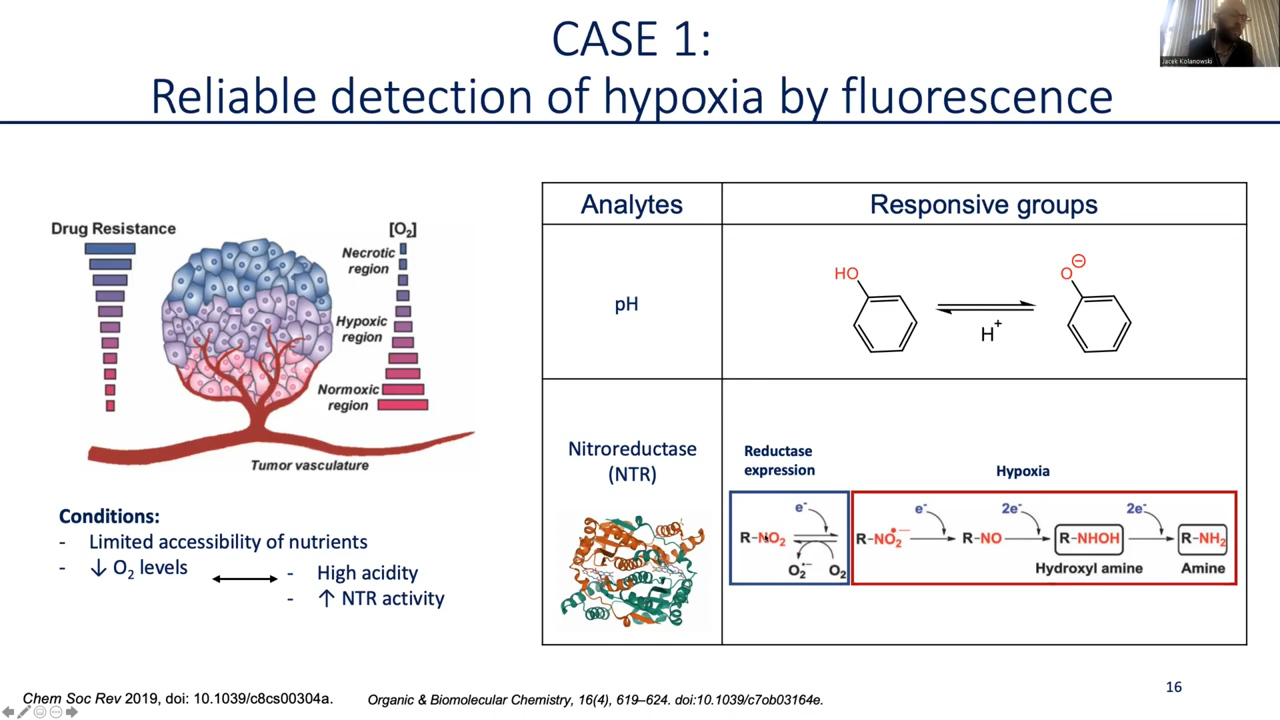 CASE 1:
Reliable detection of hypoxia by fluorescence
Jacek Kolanowski
Drug Resistance
[O₂]
Necrotic
region
Hypoxic
region
Normoxic
region
Tumor vasculature
Conditions:
- Limited accessibility of nutrients
- ↓ O₂ levels
- High acidity
- ↑ NTR activity
Analytes
Responsive groups
pH
HO
O⊖
H⁺
Nitroreductase
(NTR)
Reductase
expression
Hypoxia
e⁻
e⁻
2e⁻
2e⁻
R–NO₂
R–NO₂•⁻
R–NO
R–NHOH
R–NH₂
O₂•⁻
O₂
Hydroxyl amine
Amine
Chem Soc Rev 2019, doi: 10.1039/c8cs00304a.
Organic & Biomolecular Chemistry, 16(4), 619–624. doi:10.1039/c7ob03164e.
16